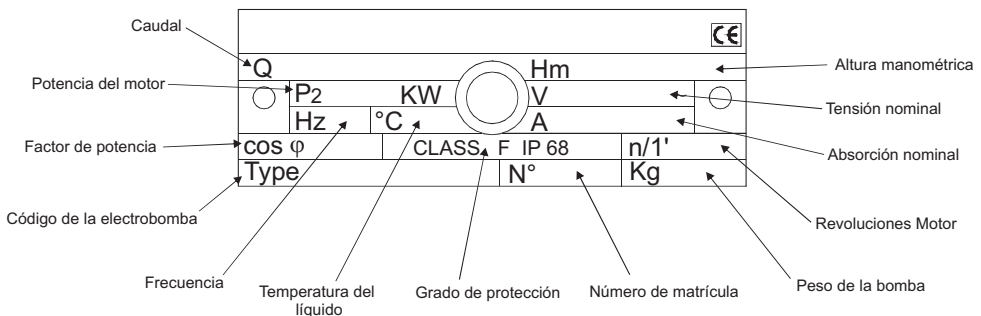 Caudal
CE
Q Hm
Altura manométrica
Potencia del motor
P2 KW V
Tensión nominal
Hz °C A
Factor de potencia
cos φ CLASS. F IP 68 n/1'
Absorción nominal
Type N° Kg
Código de la electrobomba
Revoluciones Motor
Frecuencia
Temperatura del
líguido
Grado de protección
Número de matrícula
Peso de la bomba